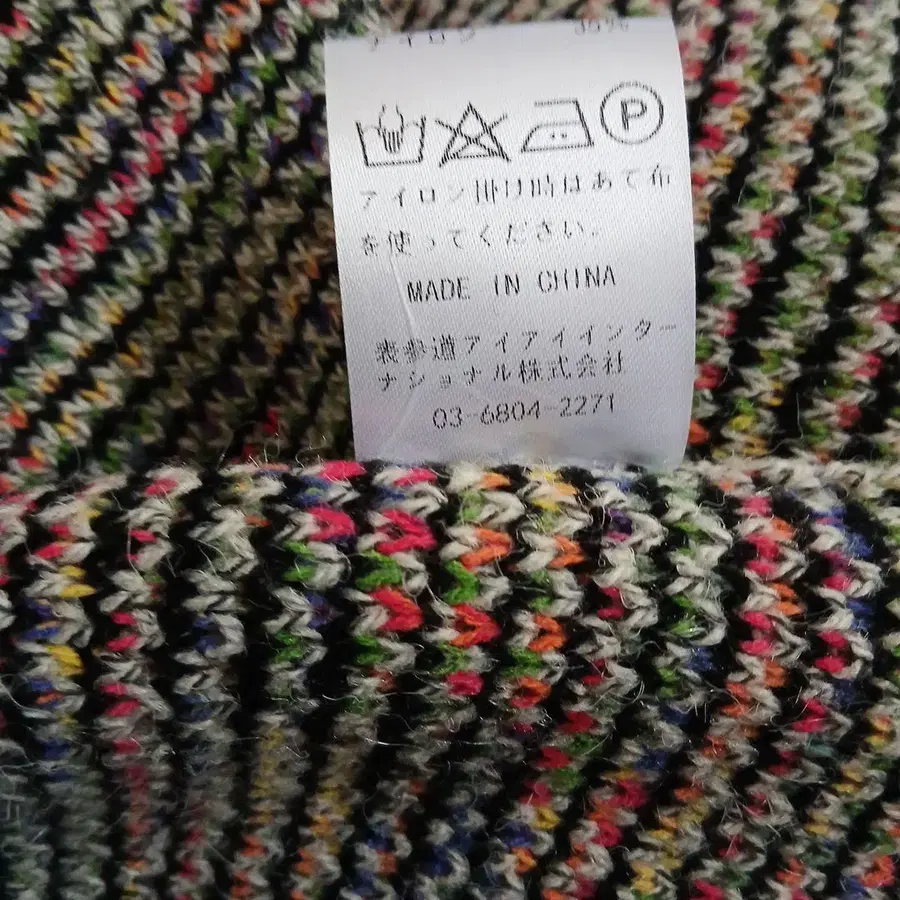 P
アイロン掛け時はあて布
を使ってください。
MADE IN CHINA
表参道アイアイインター
ナショナル株式会社
03-6804-2271